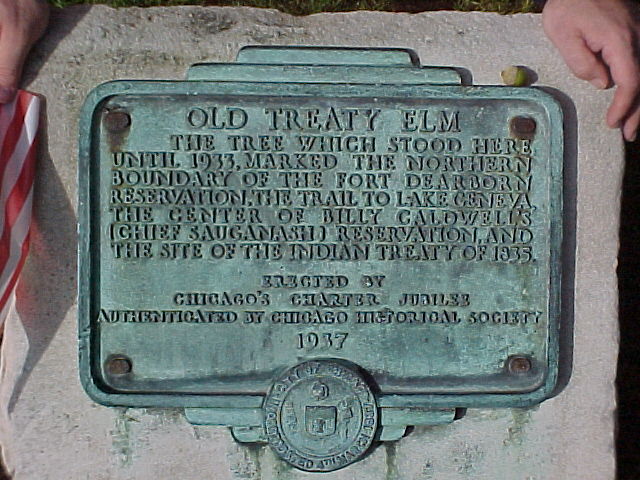 OLD TREATY ELM
THE TREE WHICH STOOD HERE
UNTIL 1933, MARKED THE NORTHERN
BOUNDARY OF THE FORT DEARBORN
RESERVATION, THE TRAIL TO LAKE GENEVA,
THE CENTER OF BILLY CALDWELL'S
(CHIEF SAUGANASH) RESERVATION, AND
THE SITE OF THE INDIAN TREATY OF 1835.
ERECTED BY
CHICAGO'S CHARTER JUBILEE
AUTHENTICATED BY CHICAGO HISTORICAL SOCIETY
1937